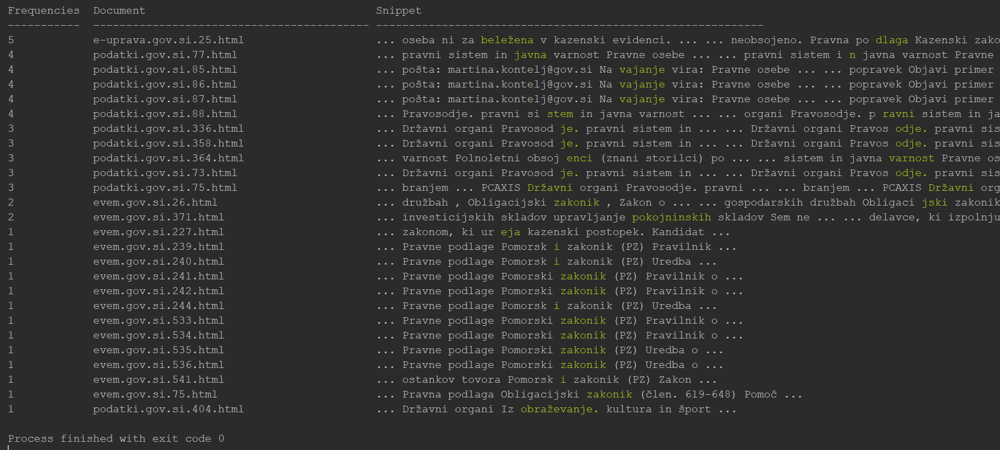 Frequencies Document Snippet
----------- ------------------------------------------ -----------------------------------------------------------
5 e-uprava.gov.si.25.html ... oseba ni za beležena v kazenski evidenci. ... ... neobsojeno. Pravna po dlaga Kazenski zako
4 podatki.gov.si.77.html ... pravni sistem in javna varnost Pravne osebe ... ... pravni sistem i n javna varnost Pravne
4 podatki.gov.si.85.html ... pošta: martina.kontelj@gov.si Na vajanje vira: Pravne osebe ... ... popravek Objavi primer
4 podatki.gov.si.86.html ... pošta: martina.kontelj@gov.si Na vajanje vira: Pravne osebe ... ... popravek Objavi primer
4 podatki.gov.si.87.html ... pošta: martina.kontelj@gov.si Na vajanje vira: Pravne osebe ... ... popravek Objavi primer
4 podatki.gov.si.88.html ... Pravosodje. pravni si stem in javna varnost ... ... organi Pravosodje. p ravni sistem in ja
3 podatki.gov.si.336.html ... Državni organi Pravosod je. pravni sistem in ... ... Državni organi Pravos odje. pravni sis
3 podatki.gov.si.358.html ... Državni organi Pravosod je. pravni sistem in ... ... Državni organi Pravos odje. pravni sis
3 podatki.gov.si.364.html ... varnost Polnoletni obsoj enci (znani storilci) po ... ... sistem in javna varnost Pravne os
3 podatki.gov.si.73.html ... Državni organi Pravosod je. pravni sistem in ... ... Državni organi Pravos odje. pravni sis
3 podatki.gov.si.75.html ... branjem ... PCAXIS Državni organi Pravosodje. pravni ... ... branjem ... PCAXIS Državni org
2 evem.gov.si.26.html ... družbah , Obligacijski zakonik , Zakon o ... ... gospodarskih družbah Obligaci jski zakonik
2 evem.gov.si.371.html ... investicijskih skladov upravljanje pokojninskih skladov Sem ne ... ... delavce, ki izpolnju
1 evem.gov.si.227.html ... zakonom, ki ur eja kazenski postopek. Kandidat ...
1 evem.gov.si.239.html ... Pravne podlage Pomorsk i zakonik (PZ) Pravilnik ...
1 evem.gov.si.240.html ... Pravne podlage Pomorsk i zakonik (PZ) Uredba ...
1 evem.gov.si.241.html ... Pravne podlage Pomorski zakonik (PZ) Pravilnik o ...
1 evem.gov.si.242.html ... Pravne podlage Pomorski zakonik (PZ) Pravilnik o ...
1 evem.gov.si.244.html ... Pravne podlage Pomorsk i zakonik (PZ) Uredba ...
1 evem.gov.si.533.html ... Pravne podlage Pomorski zakonik (PZ) Pravilnik o ...
1 evem.gov.si.534.html ... Pravne podlage Pomorski zakonik (PZ) Pravilnik o ...
1 evem.gov.si.535.html ... Pravne podlage Pomorski zakonik (PZ) Uredba o ...
1 evem.gov.si.536.html ... Pravne podlage Pomorski zakonik (PZ) Uredba o ...
1 evem.gov.si.541.html ... ostankov tovora Pomorsk i zakonik (PZ) Zakon ...
1 evem.gov.si.75.html ... Pravna podlaga Obligacijski zakonik (člen. 619-648) Pomoč ...
1 podatki.gov.si.404.html ... Državni organi Iz obraževanje. kultura in šport ...
Process finished with exit code 0